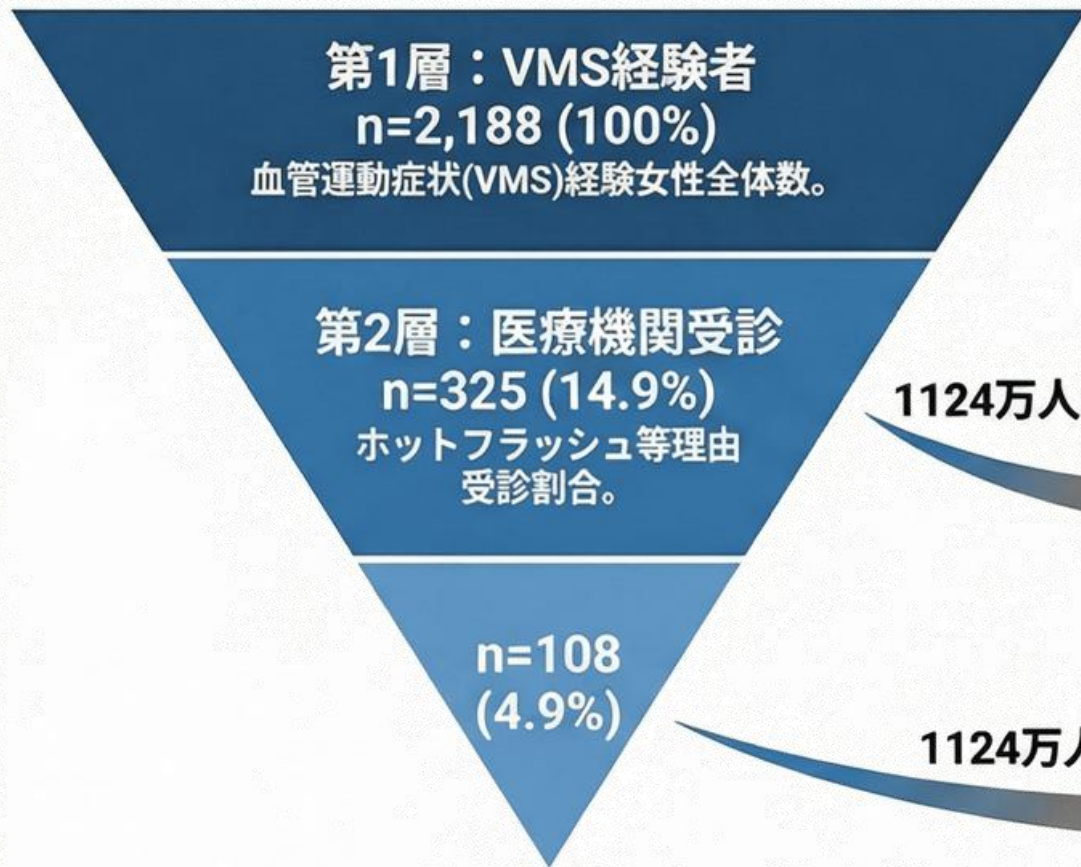 第1層：VMS経験者
n=2,188 (100%)
血管運動症状(VMS)経験女性全体数。
第2層：医療機関受診
n=325 (14.9%)
ホットフラッシュ等理由
受診割合。
1124万人
n=108
(4.9%)
1124万人